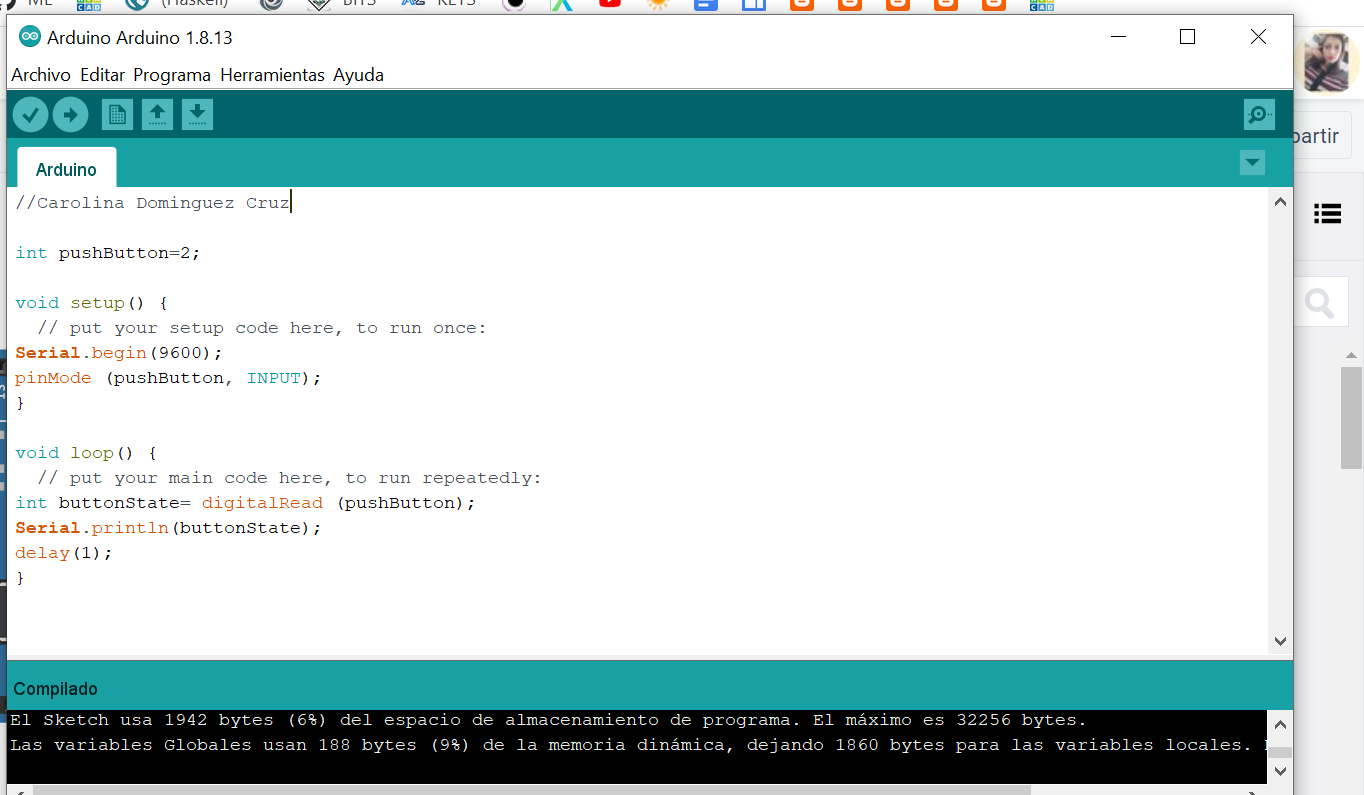 ML (Haskell) BITS KEYS
Arduino Arduino 1.8.13
Archivo Editar Programa Herramientas Ayuda
partir
Arduino
//Carolina Dominguez Cruz
int pushButton=2;
void setup() {
// put your setup code here, to run once:
Serial.begin(9600);
pinMode (pushButton, INPUT);
}
void loop() {
// put your main code here, to run repeatedly:
int buttonState= digitalRead (pushButton);
Serial.println(buttonState);
delay(1);
}
Compilado
El Sketch usa 1942 bytes (6%) del espacio de almacenamiento de programa. El máximo es 32256 bytes.
Las variables Globales usan 188 bytes (9%) de la memoria dinámica, dejando 1860 bytes para las variables locales.